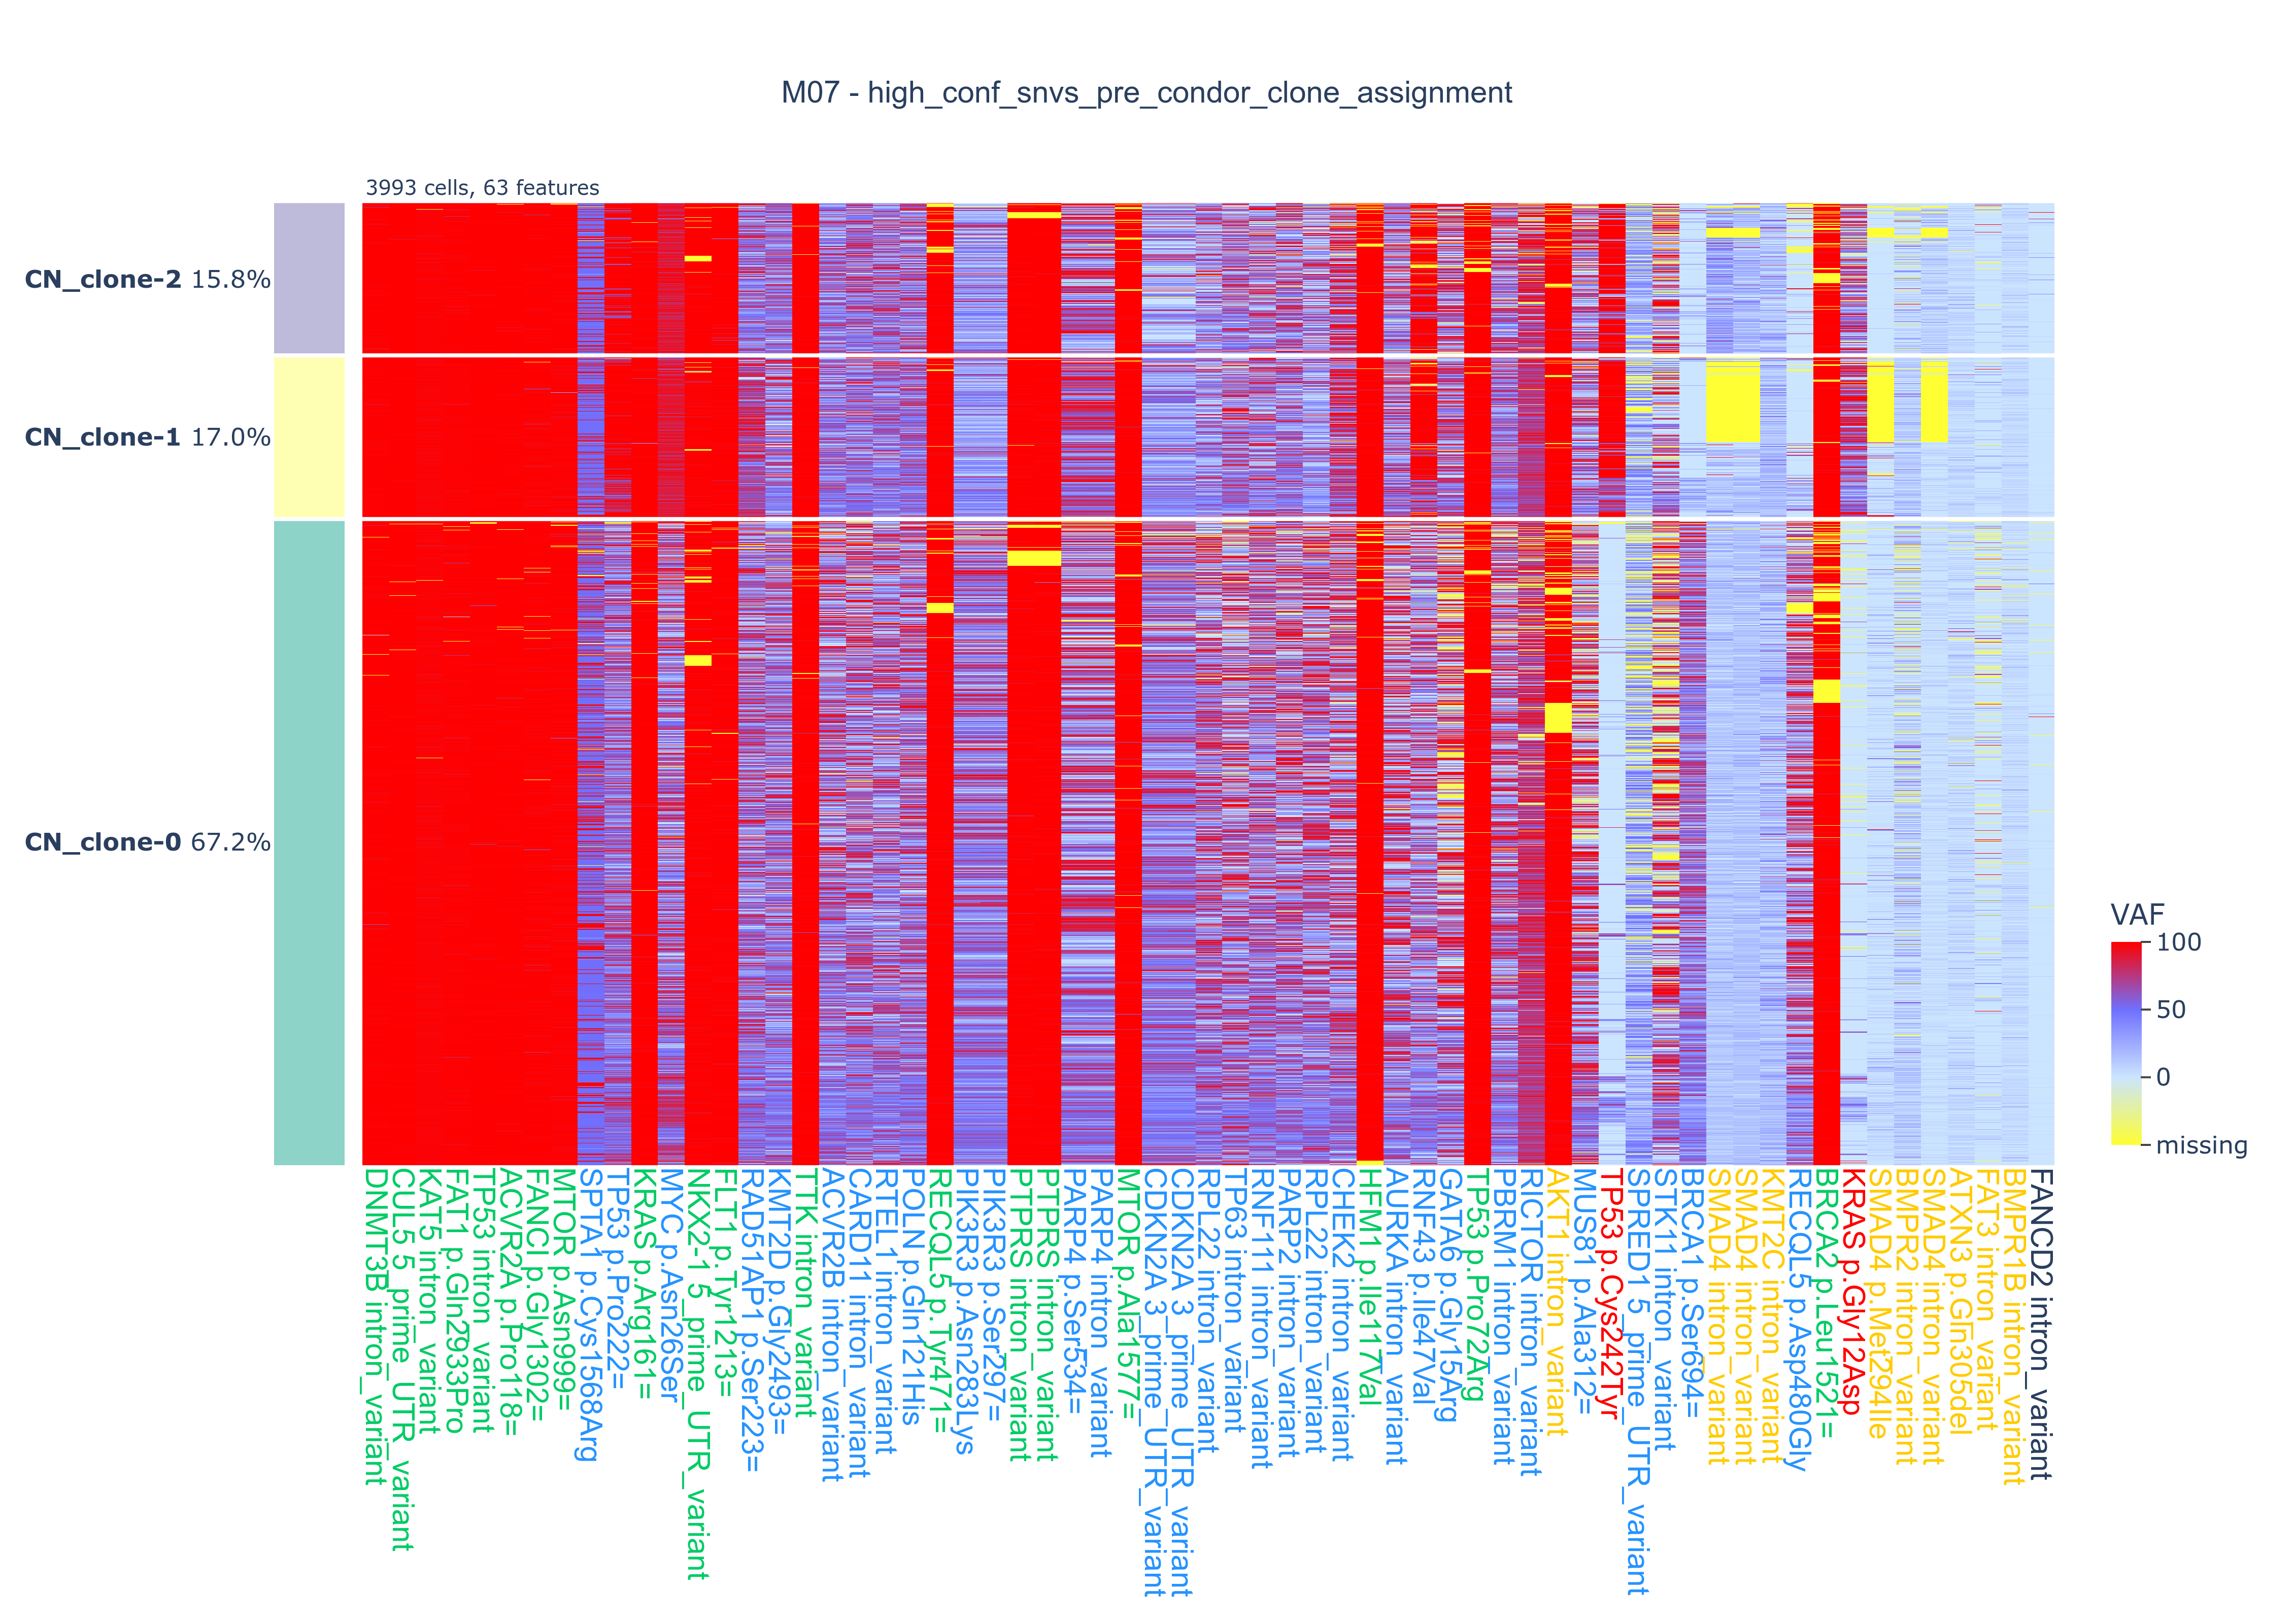 M07 - high_conf_snvs_pre_condor_clone_assignment
3993 cells, 63 features
CN_clone-2 15.8%
CN_clone-1 17.0%
CN_clone-0 67.2%
VAF
100
50
0
missing
DNMT3B intron_variant
CUL5 5_prime_UTR_variant
KAT5 intron_variant
FAT1 p.Gln2933Pro
TP53 intron_variant
ACVR2A p.Pro118=
FANCI p.Gly1302=
MTOR p.Asn999=
SPTA1 p.Cys1568Arg
TP53 p.Pro222=
KRAS p.Arg161=
MYC p.Asn26Ser
NKX2-1 5_prime_UTR_variant
FLT1 p.Tyr1213=
RAD51AP1 p.Ser223=
KMT2D p.Gly2493=
TTK intron_variant
ACVR2B intron_variant
CARD11 intron_variant
RTEL1 intron_variant
POLN p.Gln121His
RECQL5 p.Tyr471=
PIK3R3 p.Asn283Lys
PIK3R3 p.Ser297=
PTPRS intron_variant
PTPRS intron_variant
PARP4 p.Ser534=
PARP4 intron_variant
MTOR p.Ala1577=
CDKN2A 3_prime_UTR_variant
CDKN2A 3_prime_UTR_variant
RPL22 intron_variant
TP63 intron_variant
RNF111 intron_variant
PARP2 intron_variant
RPL22 intron_variant
CHEK2 intron_variant
HFM1 p.Ile117Val
AURKA intron_variant
RNF43 p.Ile47Val
GATA6 p.Gly15Arg
TP53 p.Pro72Arg
PBRM1 intron_variant
RICTOR intron_variant
AKT1 intron_variant
MUS81 p.Ala312=
TP53 p.Cys242Tyr
SPRED1 5_prime_UTR_variant
STK11 intron_variant
BRCA1 p.Ser694=
SMAD4 intron_variant
SMAD4 intron_variant
KMT2C intron_variant
RECQL5 p.Asp480Gly
BRCA2 p.Leu1521=
KRAS p.Gly12Asp
SMAD4 p.Met294Ile
BMPR2 intron_variant
SMAD4 intron_variant
ATXN3 p.Gln305del
FAT3 intron_variant
BMPR1B intron_variant
FANCD2 intron_variant